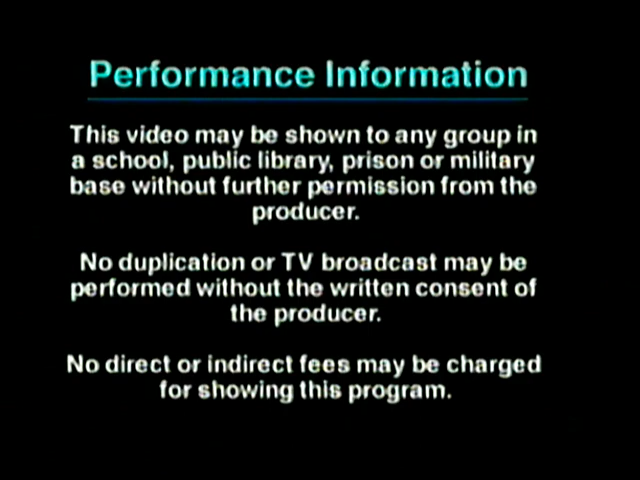 Performance Information
This video may be shown to any group in
a school, public library, prison or military
base without further permission from the
producer.
No duplication or TV broadcast may be
performed without the written consent of
the producer.
No direct or indirect fees may be charged
for showing this program.